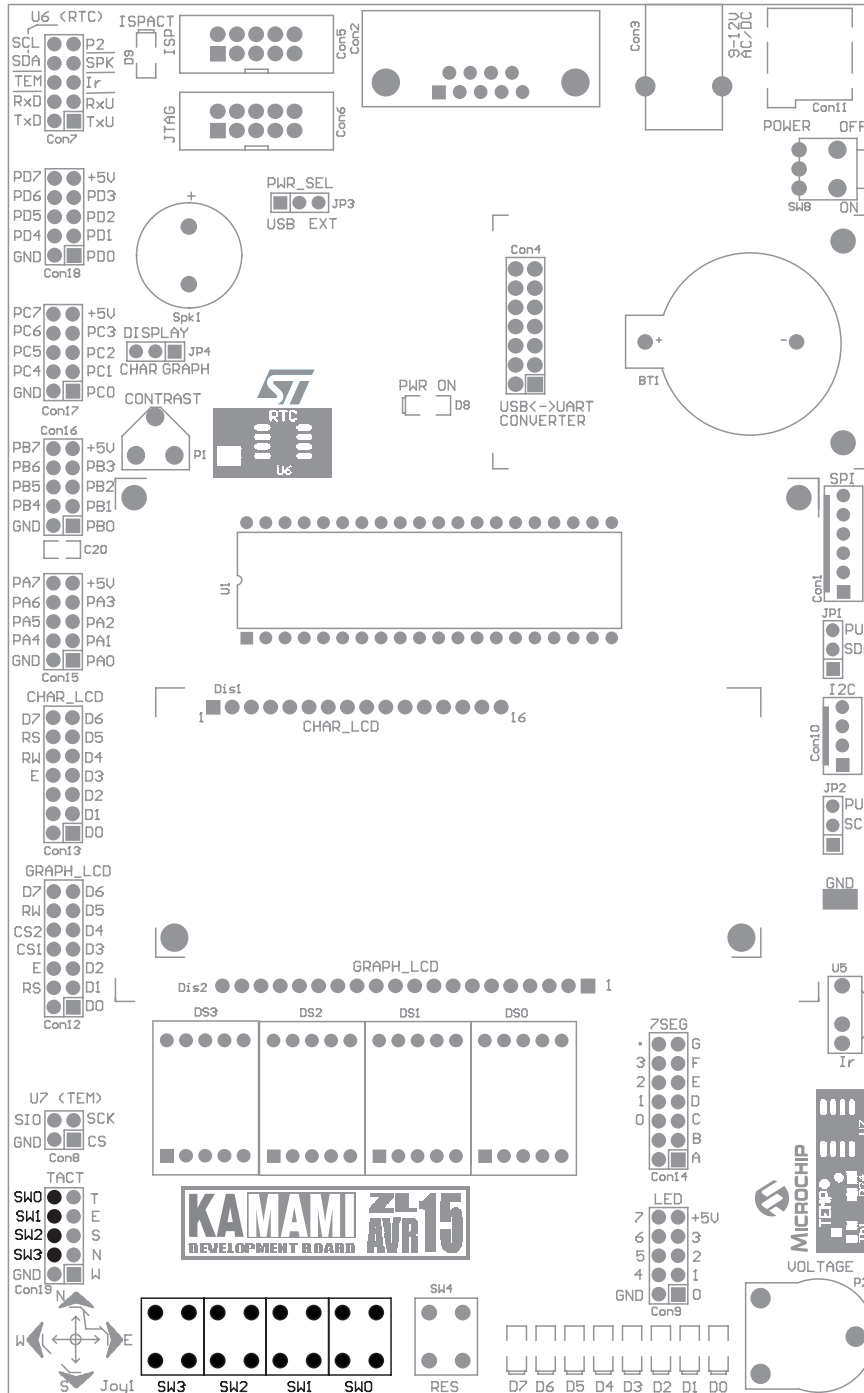 U6 (RTC)
ISPACT
SCL P2
SDA SPK
TEM Ir
RxD RxU
TxD TxU
Con7
D9
ISP
Con5
JTAG
Con6
Con2
Con3
9-12V
AC/DC
Con11
POWER OFF
SW8 ON
PD7 +5V
PD6 PD3
PD5 PD2
PD4 PD1
GND PD0
Con18
PWR_SEL
JP3
USB EXT
+
Spk1
Con4
USB<->UART
CONVERTER
+
-
BT1
PC7 +5V
PC6 PC3
PC5 PC2
PC4 PC1
GND PC0
Con17
DISPLAY
JP4
CHAR GRAPH
CONTRAST
P1
ST
RTC
U6
PWR ON
D8
Con16
PB7 +5V
PB6 PB3
PB5 PB2
PB4 PB1
GND PB0
C20
SPI
Con1
U1
PA7 +5V
PA6 PA3
PA5 PA2
PA4 PA1
GND PA0
Con15
JP1
PU
I2C
Con10
JP2
PU
GND
CHAR_LCD
D7 D6
RS D5
RW D4
E D3
D2
D1
D0
Con13
Dis1
1 16
CHAR_LCD
GRAPH_LCD
D7 D6
RW D5
CS2 D4
CS1 D3
E D2
RS D1
D0
Con12
GRAPH_LCD
Dis2 1
DS3 DS2 DS1 DS0
7SEG
. G
3 F
2 E
1 D
0 C
B
A
Con14
U5
Ir
U7 (TEM)
SIO SCK
GND CS
Con8
TACT
SW0 T
SW1 E
SW2 S
SW3 N
GND W
Con19
KAMAMI
DEVELOPMENT BOARD
ZL
AVR 15
LED
7 +5V
6 3
5 2
4 1
GND 0
Con9
MICROCHIP
TEMP
VOLTAGE
N
W E
S
Joy1
SW3 SW2 SW1 SW0
SW4
RES
D7 D6 D5 D4 D3 D2 D1 D0